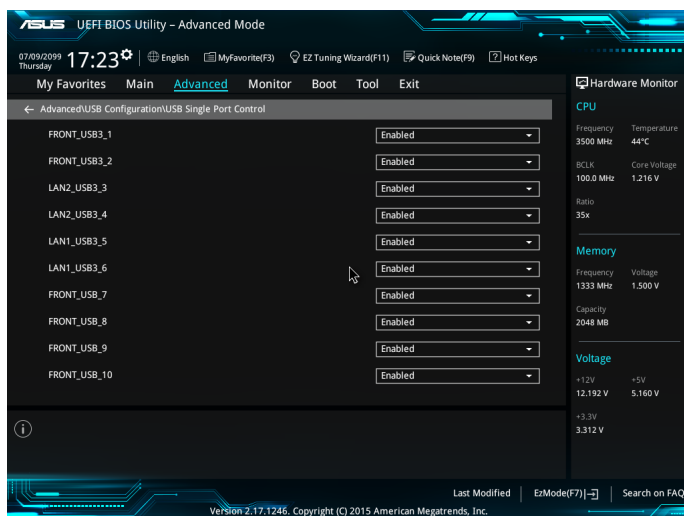 ASUS UEFI BIOS Utility – Advanced Mode
07/09/2099 Thursday 17:23 English MyFavorite(F3) EZ Tuning Wizard(F11) Quick Note(F9) ? Hot Keys
My Favorites Main Advanced Monitor Boot Tool Exit
← Advanced\USB Configuration\USB Single Port Control
FRONT_USB3_1 Enabled
FRONT_USB3_2 Enabled
LAN2_USB3_3 Enabled
LAN2_USB3_4 Enabled
LAN1_USB3_5 Enabled
LAN1_USB3_6 Enabled
FRONT_USB_7 Enabled
FRONT_USB_8 Enabled
FRONT_USB_9 Enabled
FRONT_USB_10 Enabled
Hardware Monitor
CPU
Frequency Temperature
3500 MHz 44°C
BCLK Core Voltage
100.0 MHz 1.216 V
Ratio
35x
Memory
Frequency Voltage
1333 MHz 1.500 V
Capacity
2048 MB
Voltage
+12V +5V
12.192 V 5.160 V
+3.3V
3.312 V
Last Modified EzMode(F7) Search on FAQ
Version 2.17.1246. Copyright (C) 2015 American Megatrends, Inc.